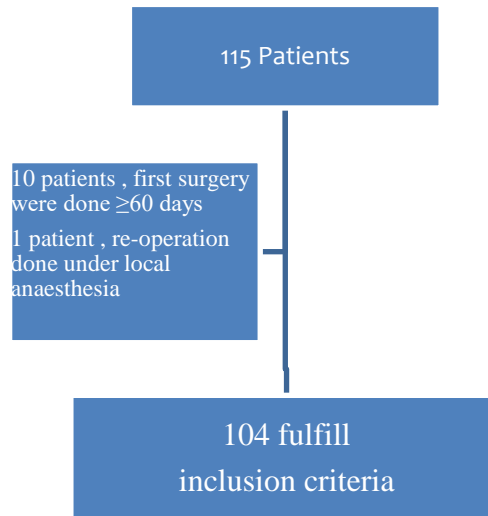 115 Patients
10 patients , first surgery
were done ≥60 days
1 patient , re-operation
done under local
anaesthesia
104 fulfill
inclusion criteria